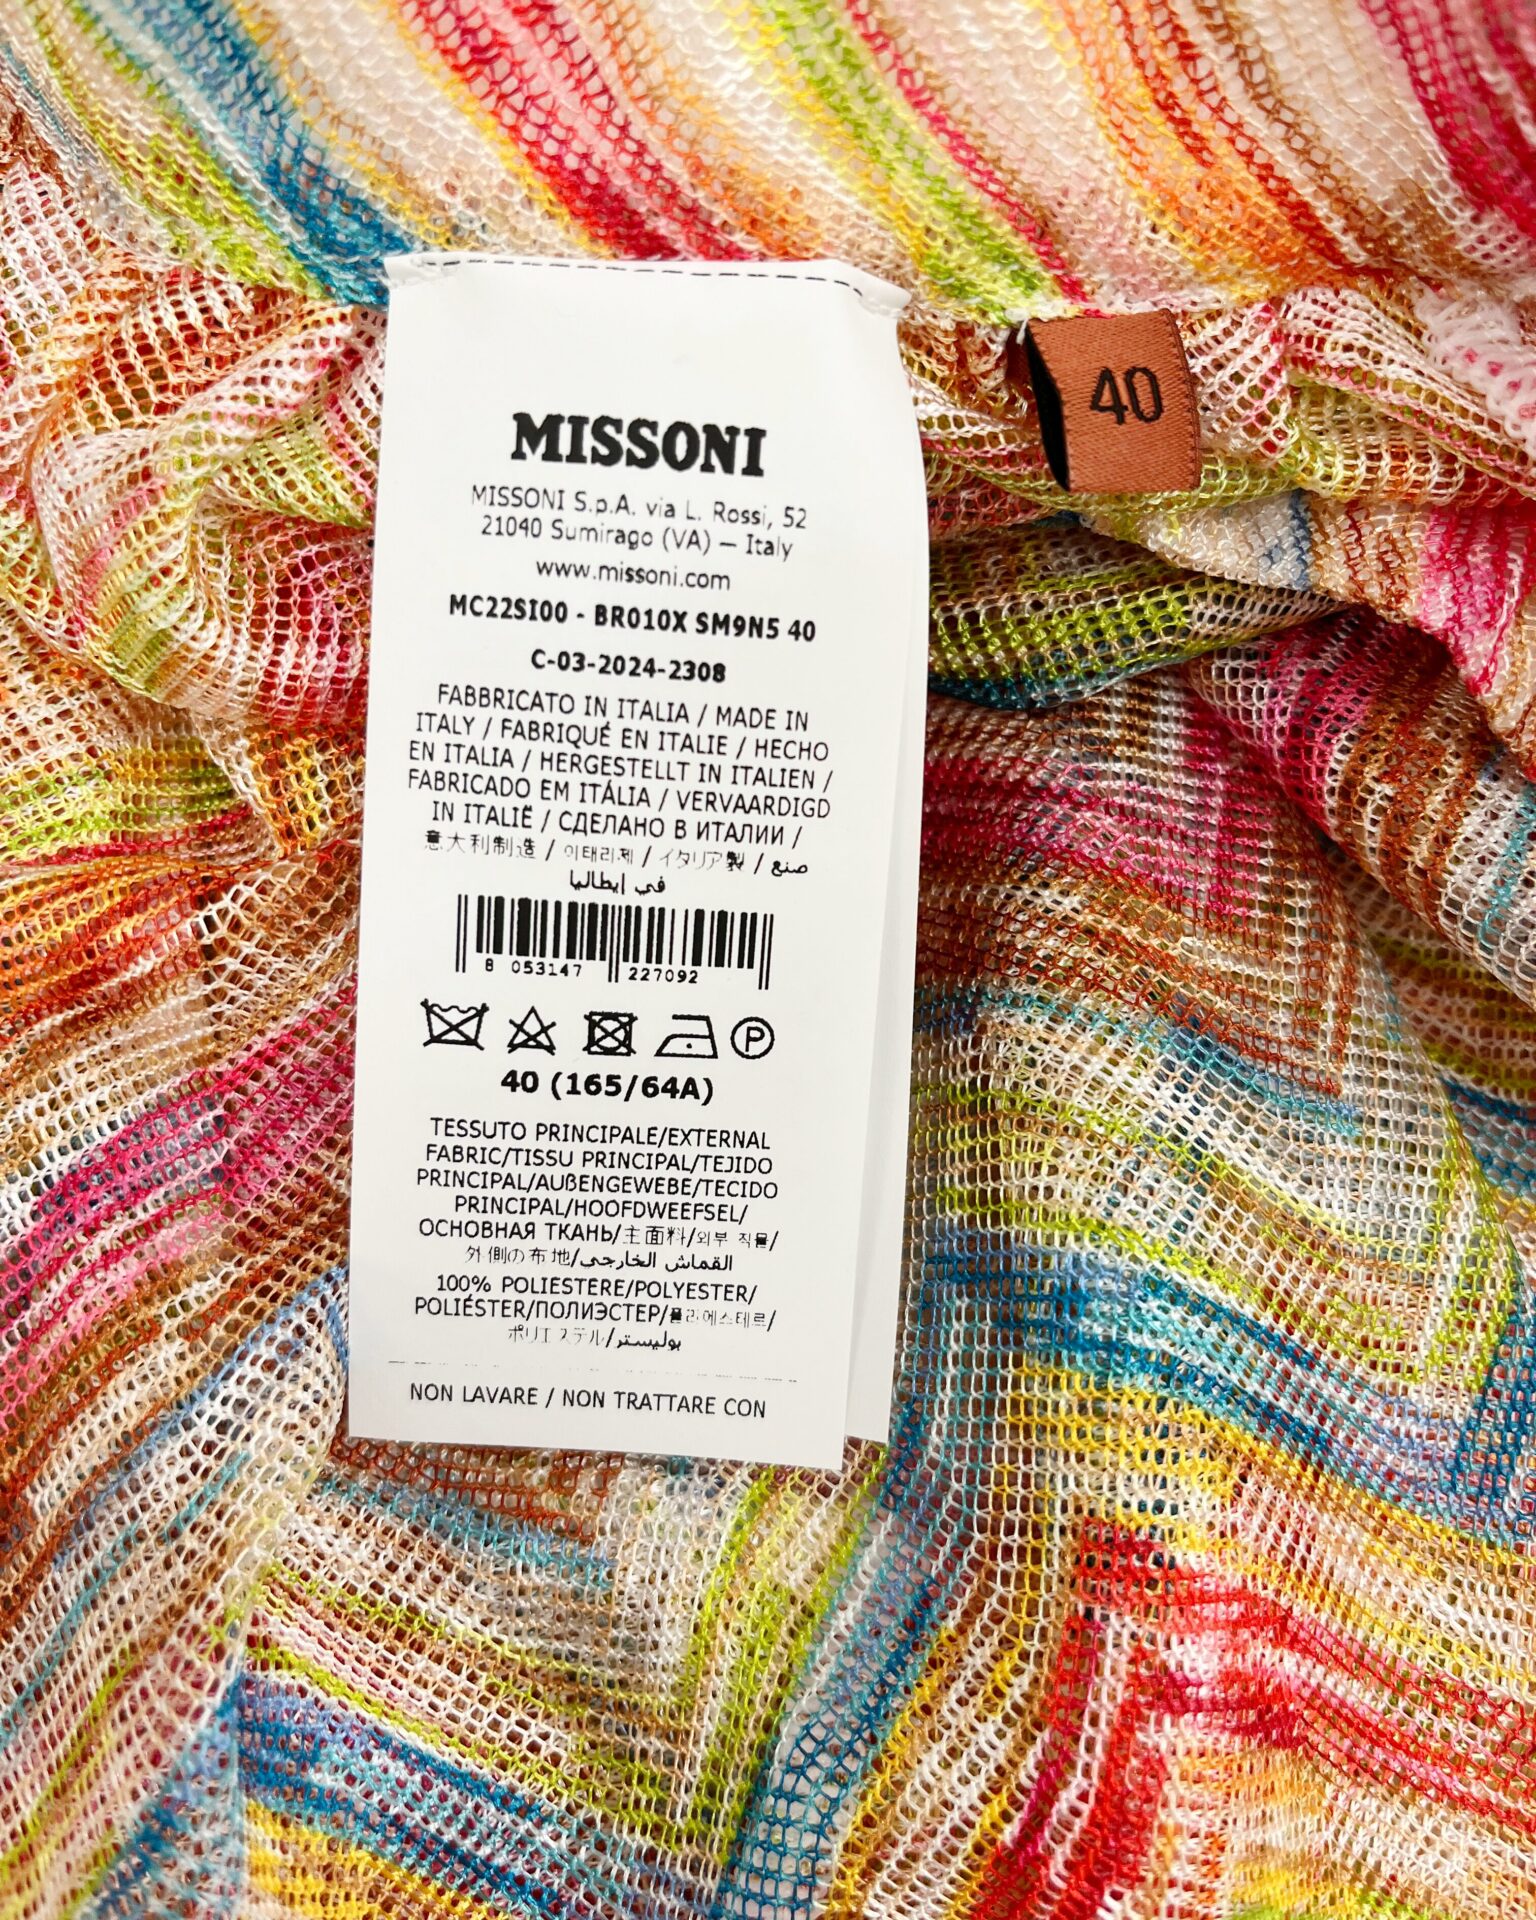 MISSONI
MISSONI S.p.A. via L. Rossi, 52
21040 Sumirago (VA) – Italy
www.missoni.com
MC22SI00 - BR010X SM9N5 40
C-03-2024-2308
FABBRICATO IN ITALIA / MADE IN
ITALY / FABRIQUÉ EN ITALIE / HECHO
EN ITALIA / HERGESTELLT IN ITALIEN /
FABRICADO EM ITÁLIA / VERVAARDIGD
IN ITALIË / СДЕЛАНО В ИТАЛИИ /
意大利制造 / 이태리제 / イタリア製 / صنع
في إيطاليا
8 053147 227092
P
40 (165/64A)
TESSUTO PRINCIPALE/EXTERNAL
FABRIC/TISSU PRINCIPAL/TEJIDO
PRINCIPAL/AUßENGEWEBE/TECIDO
PRINCIPAL/HOOFDWEEFSEL/
ОСНОВНАЯ ТКАНЬ/主面料/외부 직물/
外側の布地/القماش الخارجي
100% POLIESTERE/POLYESTER/
POLIÉSTER/ПОЛИЭСТЕР/폴리에스테르/
ポリエステル/بوليستر
NON LAVARE / NON TRATTARE CON
40